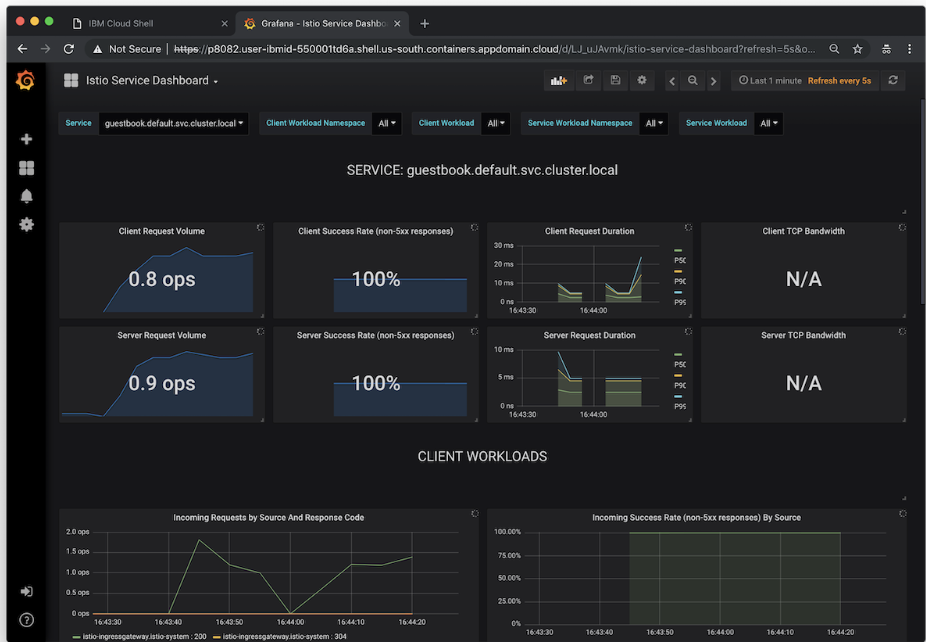 IBM Cloud Shell
Grafana - Istio Service Dashbo
Not Secure | https://p8082.user-ibmid-550001td6a.shell.us-south.containers.appdomain.cloud/d/LJ_uJAvmk/istio-service-dashboard?refresh=5s&o...
Istio Service Dashboard
Last 1 minute Refresh every 5s
Service guestbook.default.svc.cluster.local Client Workload Namespace All Client Workload All Service Workload Namespace All Service Workload All
SERVICE: guestbook.default.svc.cluster.local
Client Request Volume
0.8 ops
Client Success Rate (non-5xx responses)
100%
Client Request Duration
30 ms
20 ms
10 ms
0 ns
16:43:30 16:44:00
P50
P90
P99
Client TCP Bandwidth
N/A
Server Request Volume
0.9 ops
Server Success Rate (non-5xx responses)
100%
Server Request Duration
10 ms
5 ms
0 ns
16:43:30 16:44:00
P50
P90
P99
Server TCP Bandwidth
N/A
CLIENT WORKLOADS
Incoming Requests by Source And Response Code
2.0 ops
1.5 ops
1.0 ops
0.5 ops
0 ops
16:43:30 16:43:40 16:43:50 16:44:00 16:44:10 16:44:20
istio-ingressgateway.istio-system : 200 istio-ingressgateway.istio-system : 304
Incoming Success Rate (non-5xx responses) By Source
100.00%
75.00%
50.00%
25.00%
0%
16:43:30 16:43:40 16:43:50 16:44:00 16:44:10 16:44:20